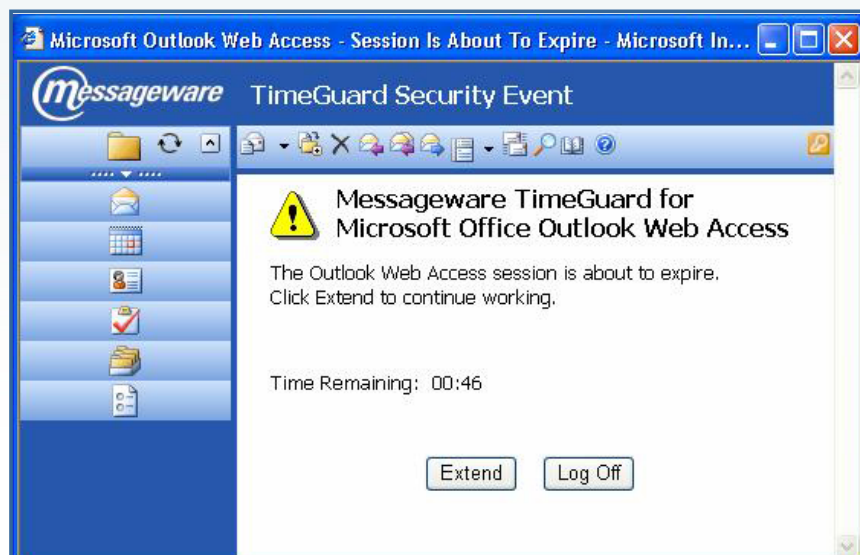 Microsoft Outlook Web Access - Session Is About To Expire - Microsoft In...
messageware TimeGuard Security Event
Messageware TimeGuard for
Microsoft Office Outlook Web Access
The Outlook Web Access session is about to expire.
Click Extend to continue working.
Time Remaining: 00:46
Extend Log Off